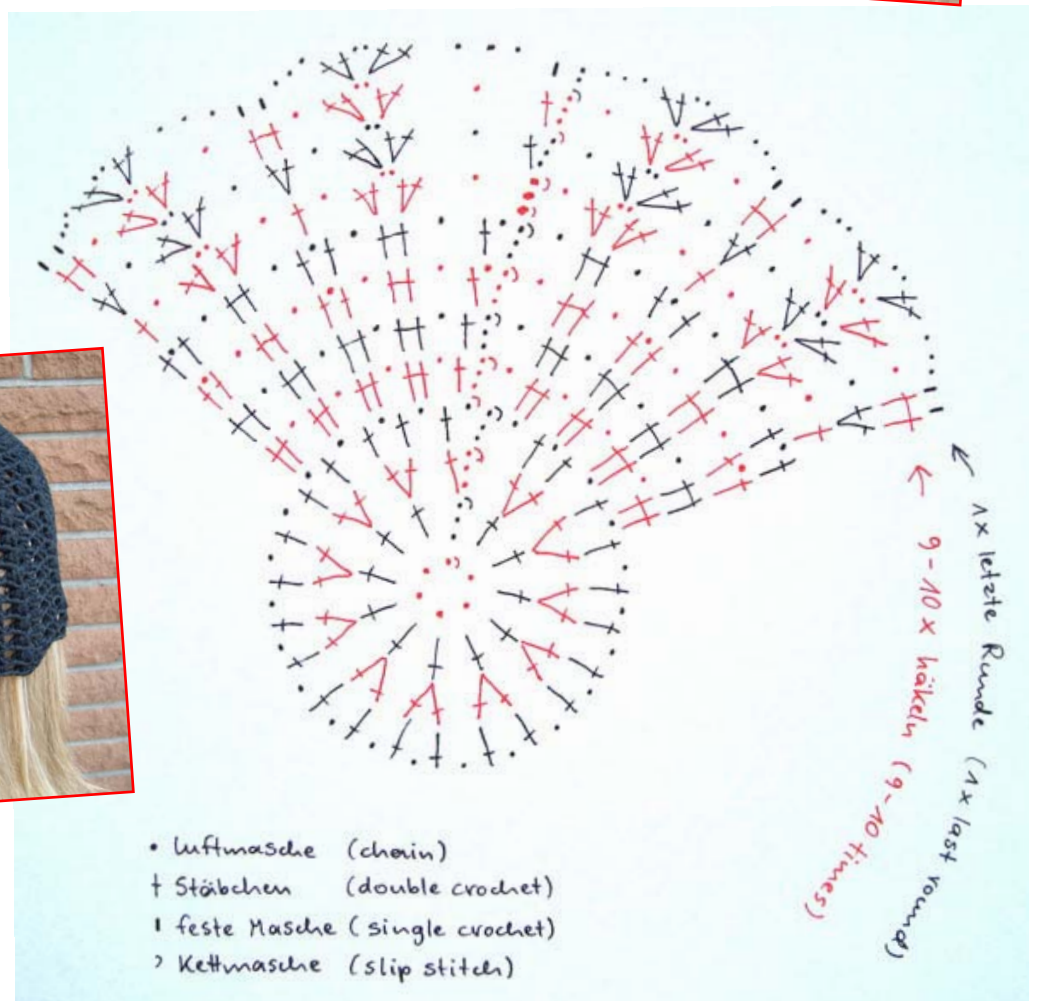 • Luftmasche (chain)
† Stäbchen (double crochet)
ı feste Masche (single crochet)
› Kettmasche (slip stitch)
1x letzte Runde (1x last round)
9-10x häkeln (9-10 times)